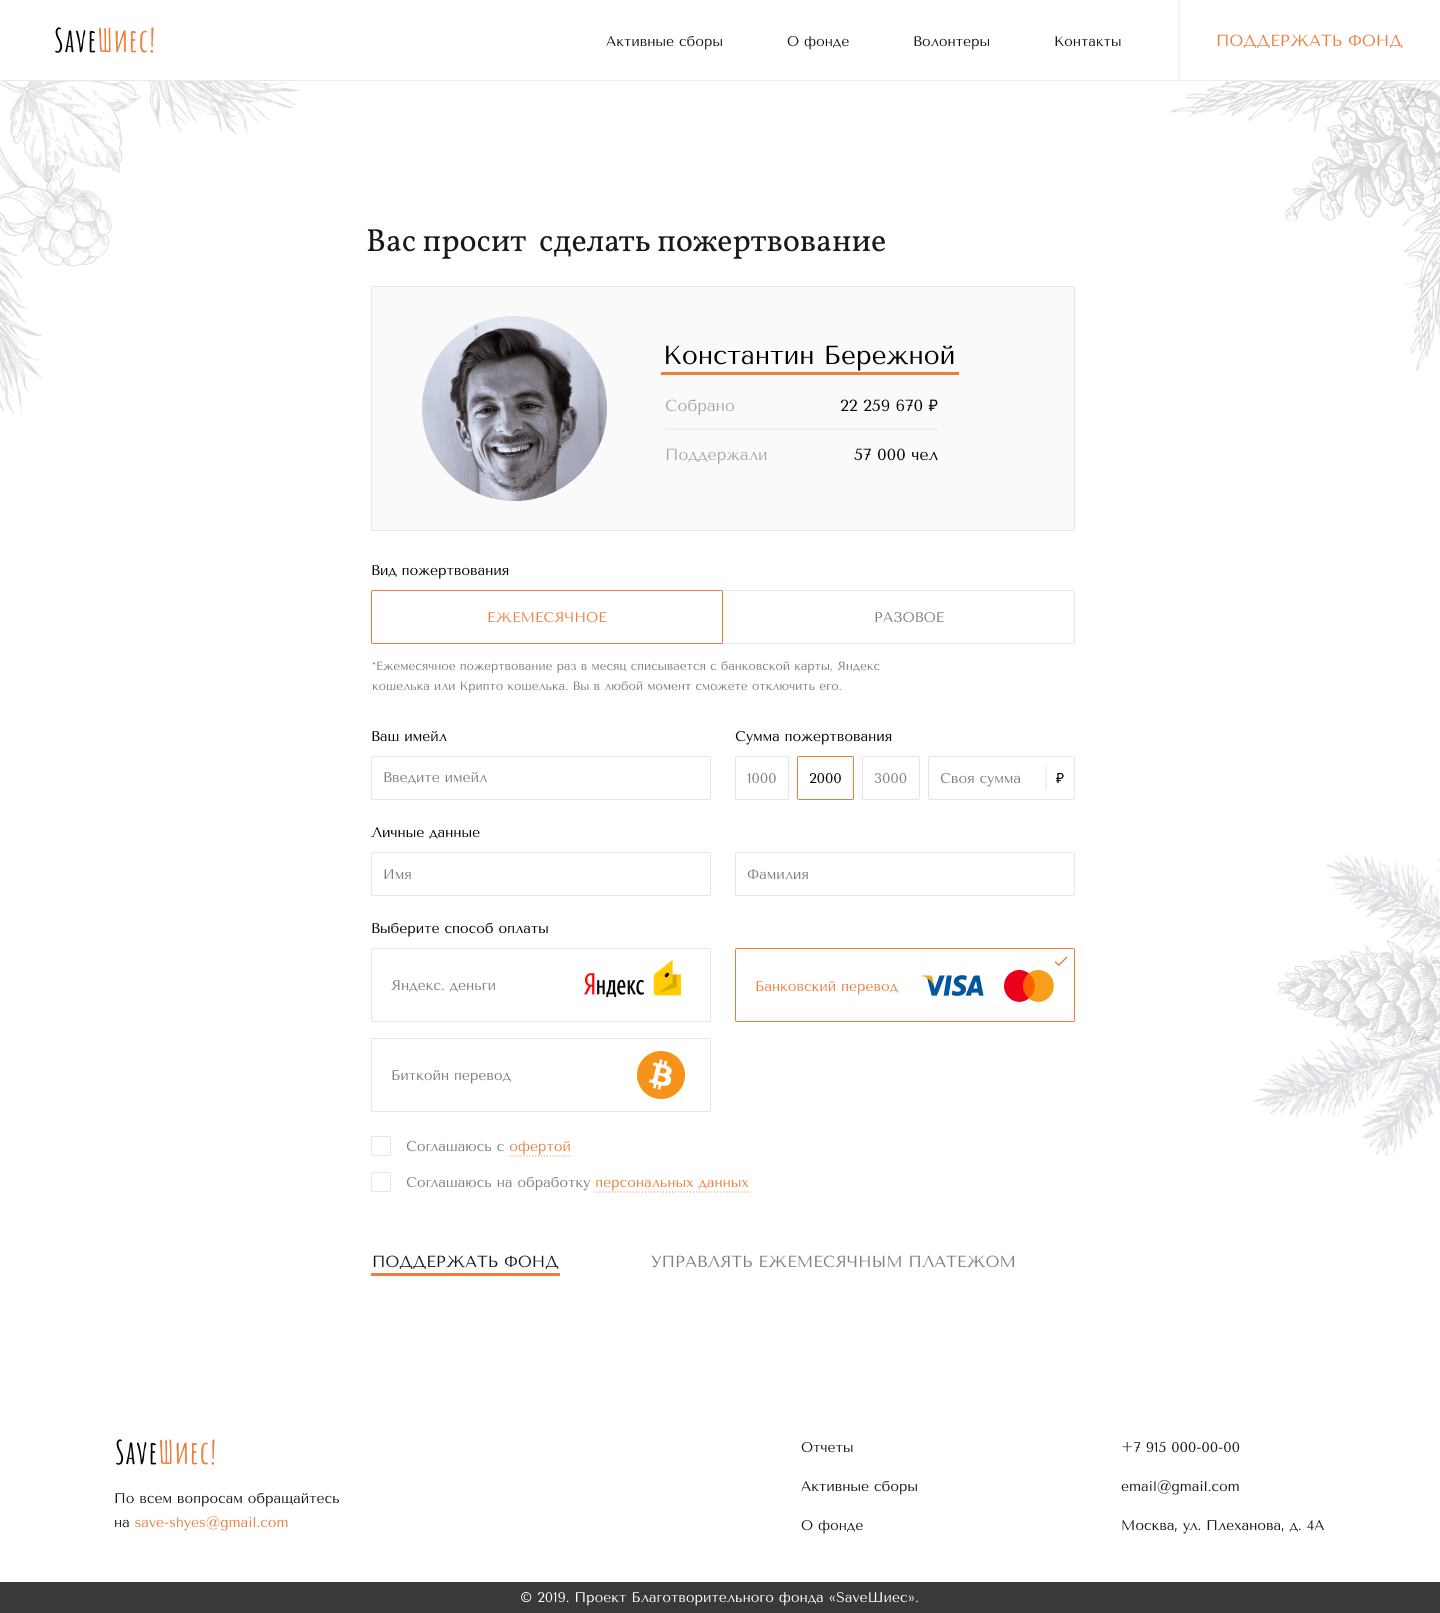 SaveШиес!
Активные сборы
О фонде
Волонтеры
Контакты
ПОДДЕРЖАТЬ ФОНД
Вас просит сделать пожертвование
Константин Бережной
Собрано 22 259 670 ₽
Поддержали 57 000 чел
Вид пожертвования
ЕЖЕМЕСЯЧНОЕ
РАЗОВОЕ
*Ежемесячное пожертвование раз в месяц списывается с банковской карты, Яндекс
кошелька или Крипто кошелька. Вы в любой момент сможете отключить его.
Ваш имейл
Введите имейл
Сумма пожертвования
1000
2000
3000
Своя сумма ₽
Личные данные
Имя
Фамилия
Выберите способ оплаты
Яндекс. деньги
Яндекс
Банковский перевод
VISA
Биткойн перевод
Соглашаюсь с офертой
Соглашаюсь на обработку персональных данных
ПОДДЕРЖАТЬ ФОНД
УПРАВЛЯТЬ ЕЖЕМЕСЯЧНЫМ ПЛАТЕЖОМ
SaveШиес!
По всем вопросам обращайтесь
на save-shyes@gmail.com
Отчеты
Активные сборы
О фонде
+7 915 000-00-00
email@gmail.com
Москва, ул. Плеханова, д. 4А
© 2019. Проект Благотворительного фонда «SaveШиес».